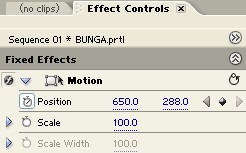 (no clips) Effect Controls ×
Sequence 01 * BUNGA.prtl
Fixed Effects
Motion
Position 650.0 288.0
Scale 100.0
Scale Width 100.0